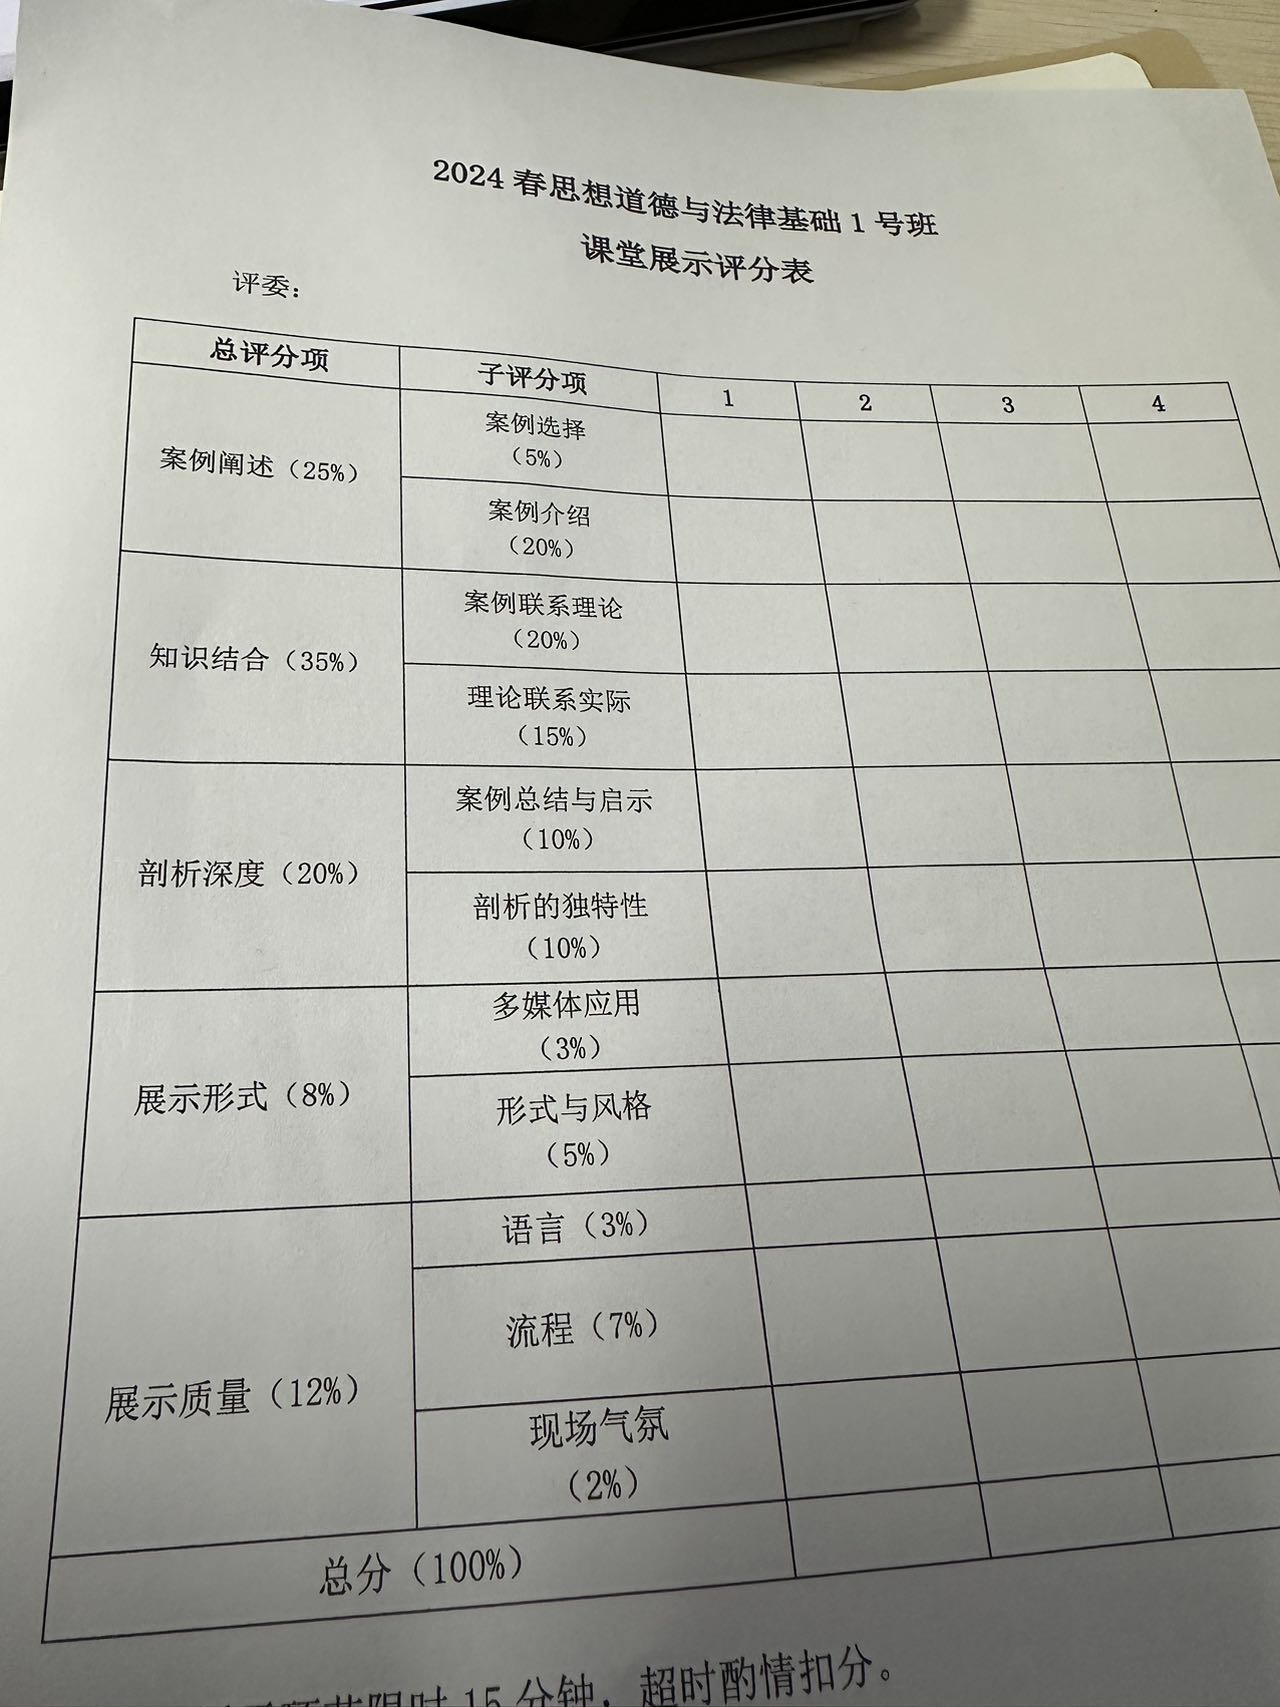 2024 春思想道德与法律基础 1 号班
课堂展示评分表
评委：
总评分项 子评分项 1 2 3 4
案例阐述（25%）
案例选择
（5%）
案例介绍
（20%）
知识结合（35%）
案例联系理论
（20%）
理论联系实际
（15%）
剖析深度（20%）
案例总结与启示
（10%）
剖析的独特性
（10%）
展示形式（8%）
多媒体应用
（3%）
形式与风格
（5%）
展示质量（12%）
语言（3%）
流程（7%）
现场气氛
（2%）
总分（100%）
限时 15 分钟，超时酌情扣分。